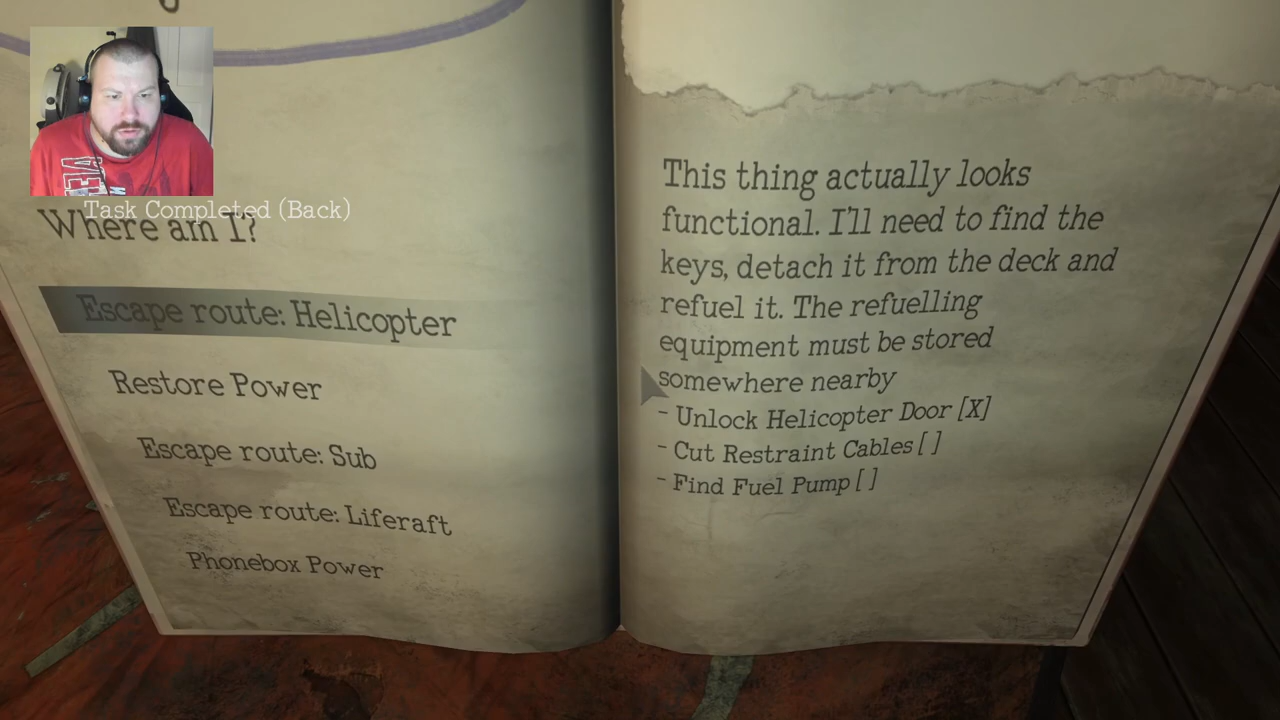 Task Completed (Back)
Where am I?
Escape route: Helicopter
Restore Power
Escape route: Sub
Escape route: Liferaft
Phonebox Power
This thing actually looks
functional. I'll need to find the
keys, detach it from the deck and
refuel it. The refuelling
equipment must be stored
somewhere nearby
- Unlock Helicopter Door [X]
- Cut Restraint Cables [ ]
- Find Fuel Pump [ ]